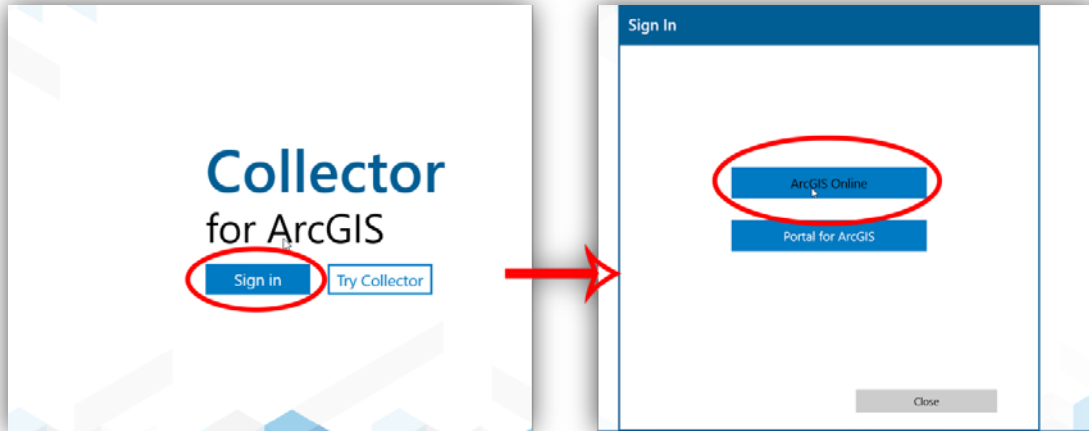 Collector
for ArcGIS
Sign in
Try Collector
Sign In
ArcGIS Online
Portal for ArcGIS
Close